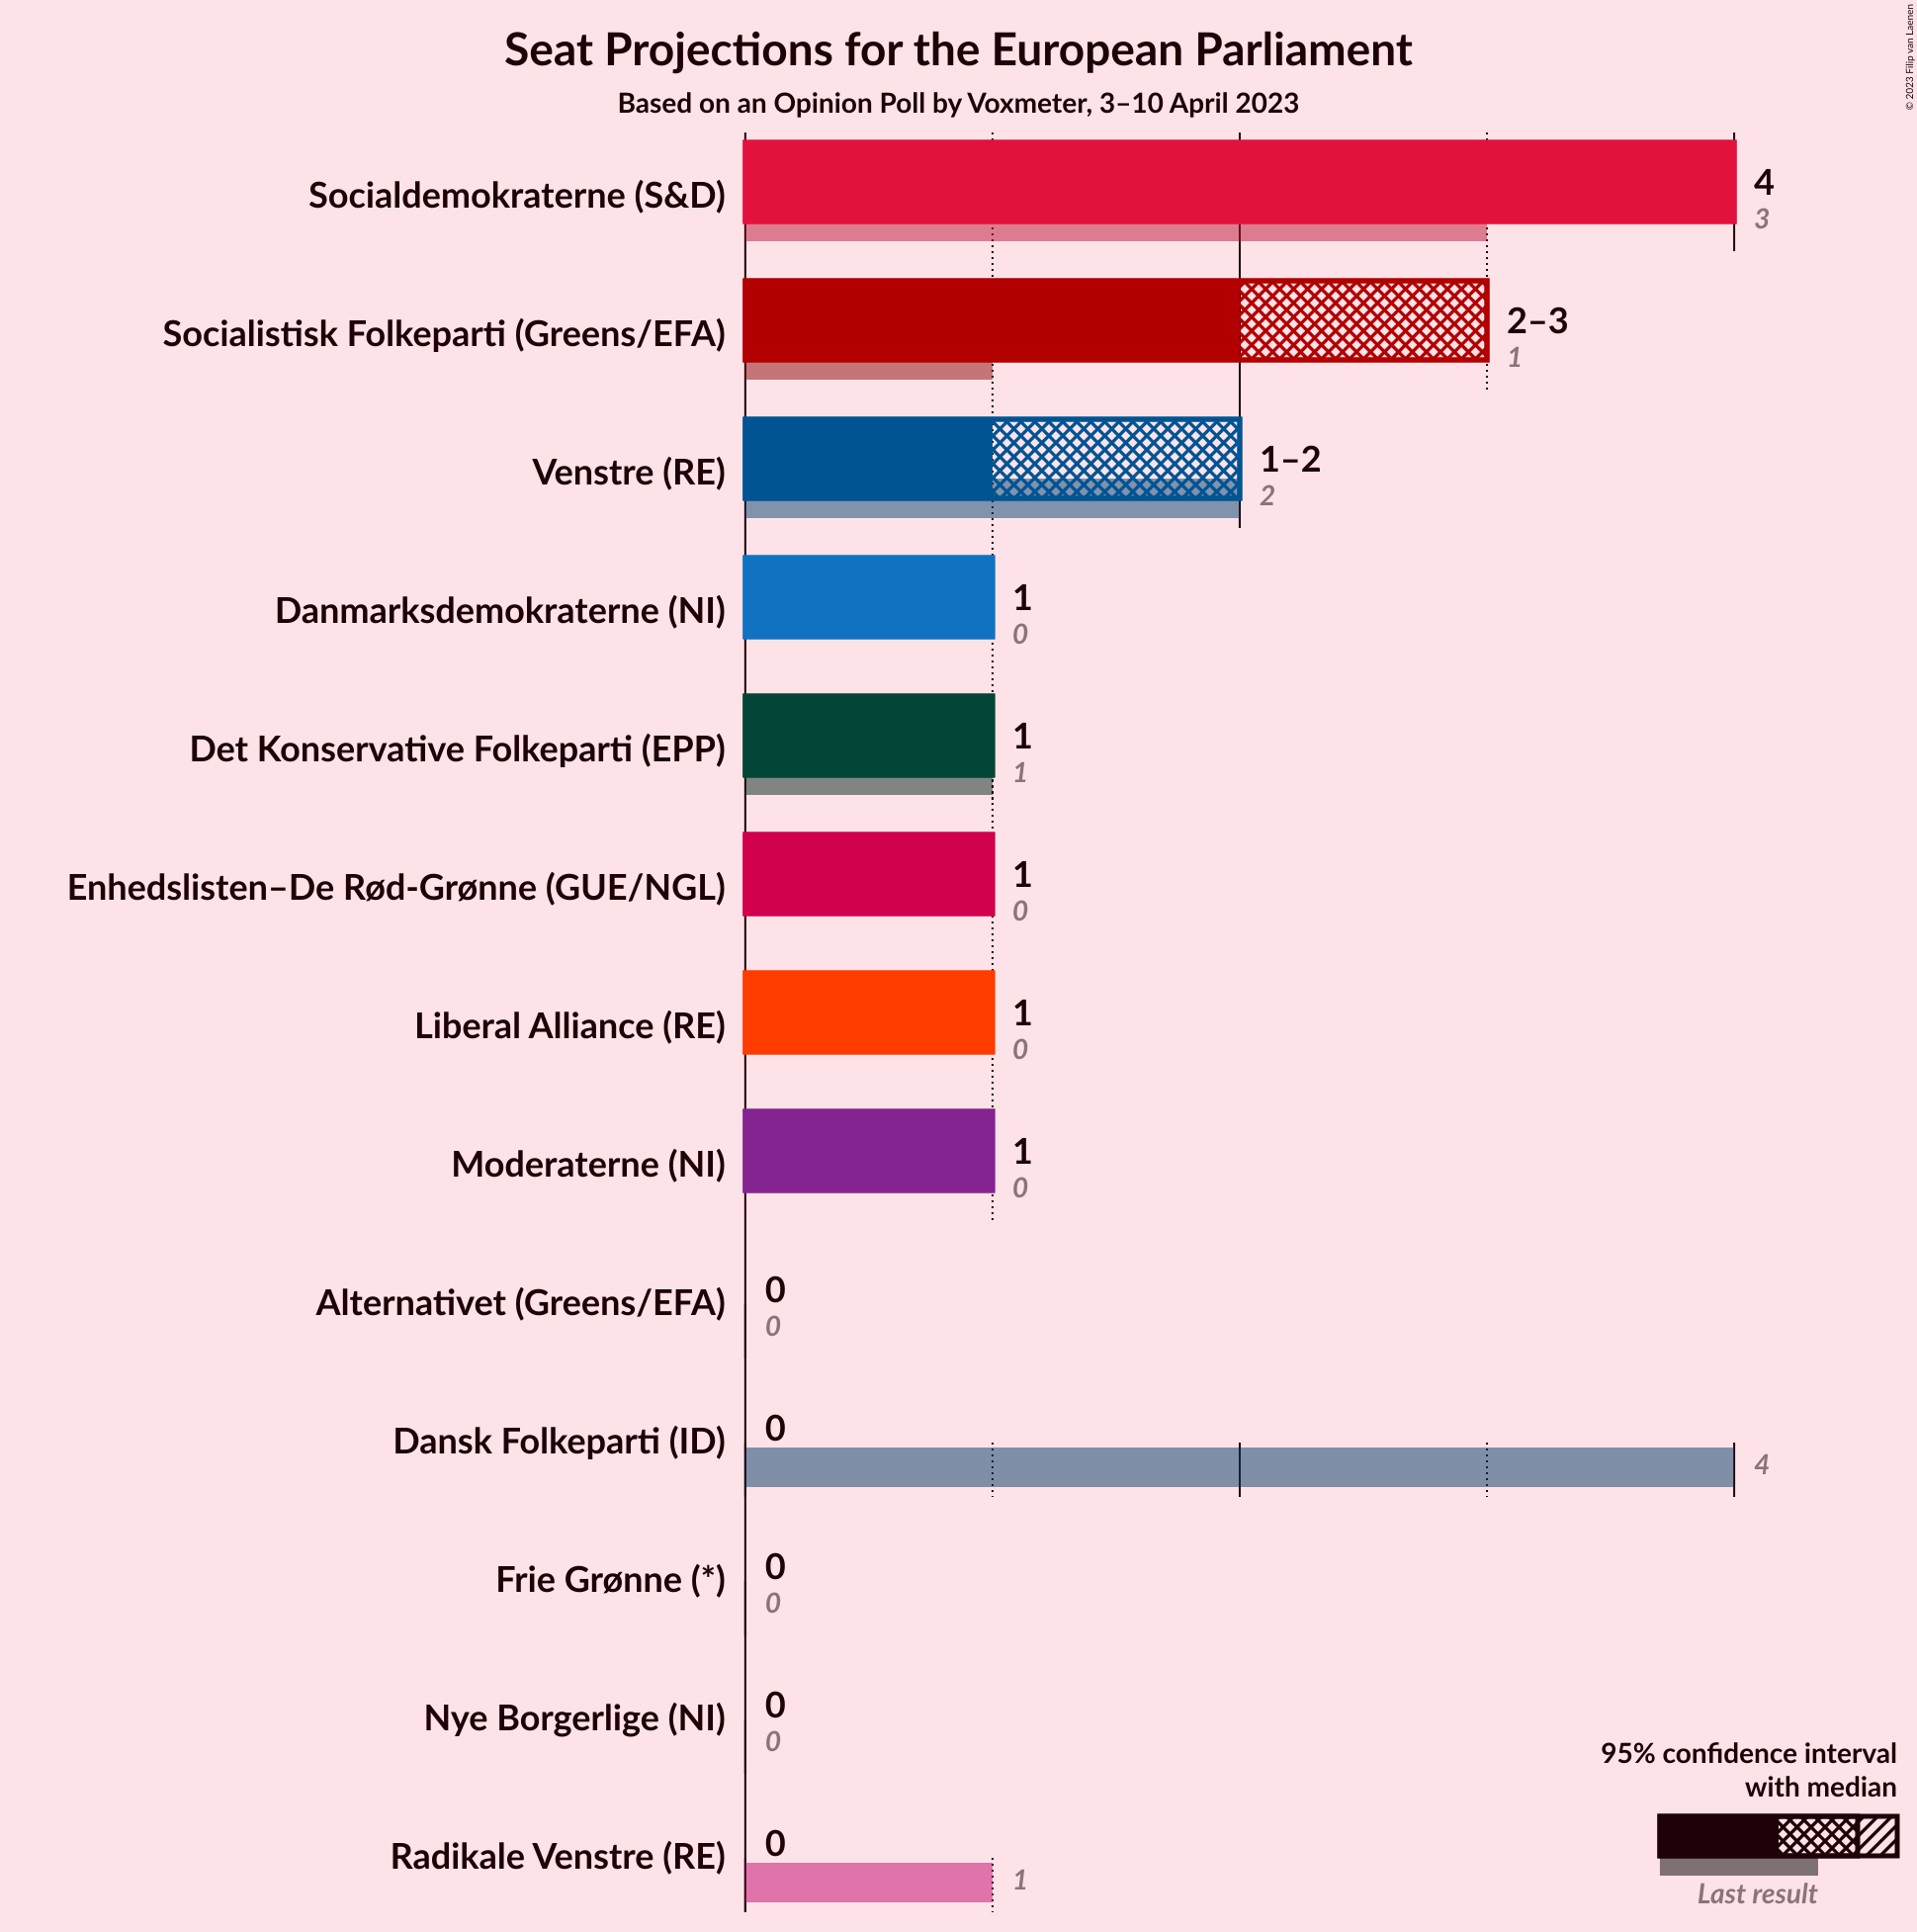 Seat Projections for the European Parliament
Based on an Opinion Poll by Voxmeter, 3–10 April 2023
© 2023 Filip van Laenen
Socialdemokraterne (S&D)
4
3
Socialistisk Folkeparti (Greens/EFA)
2–3
1
Venstre (RE)
1–2
2
Danmarksdemokraterne (NI)
1
0
Det Konservative Folkeparti (EPP)
1
1
Enhedslisten–De Rød-Grønne (GUE/NGL)
1
0
Liberal Alliance (RE)
1
0
Moderaterne (NI)
1
0
Alternativet (Greens/EFA)
0
0
Dansk Folkeparti (ID)
0
4
Frie Grønne (*)
0
0
Nye Borgerlige (NI)
0
0
Radikale Venstre (RE)
0
1
95% confidence interval
with median
Last result